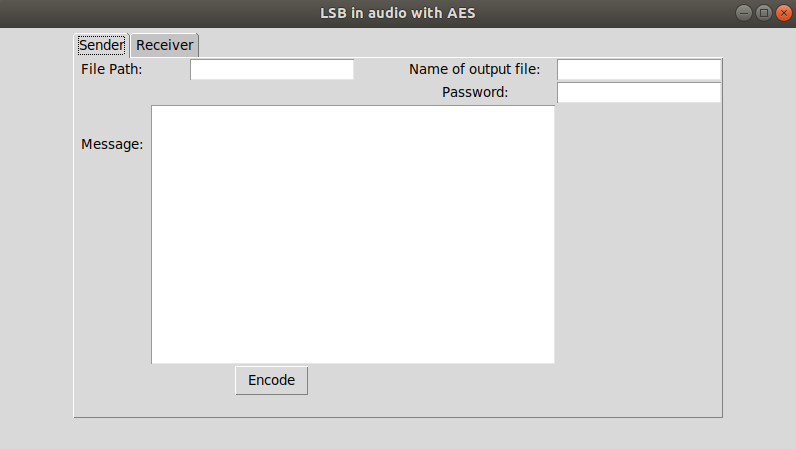 LSB in audio with AES
Sender Receiver
File Path: Name of output file:
Password:
Message:
Encode